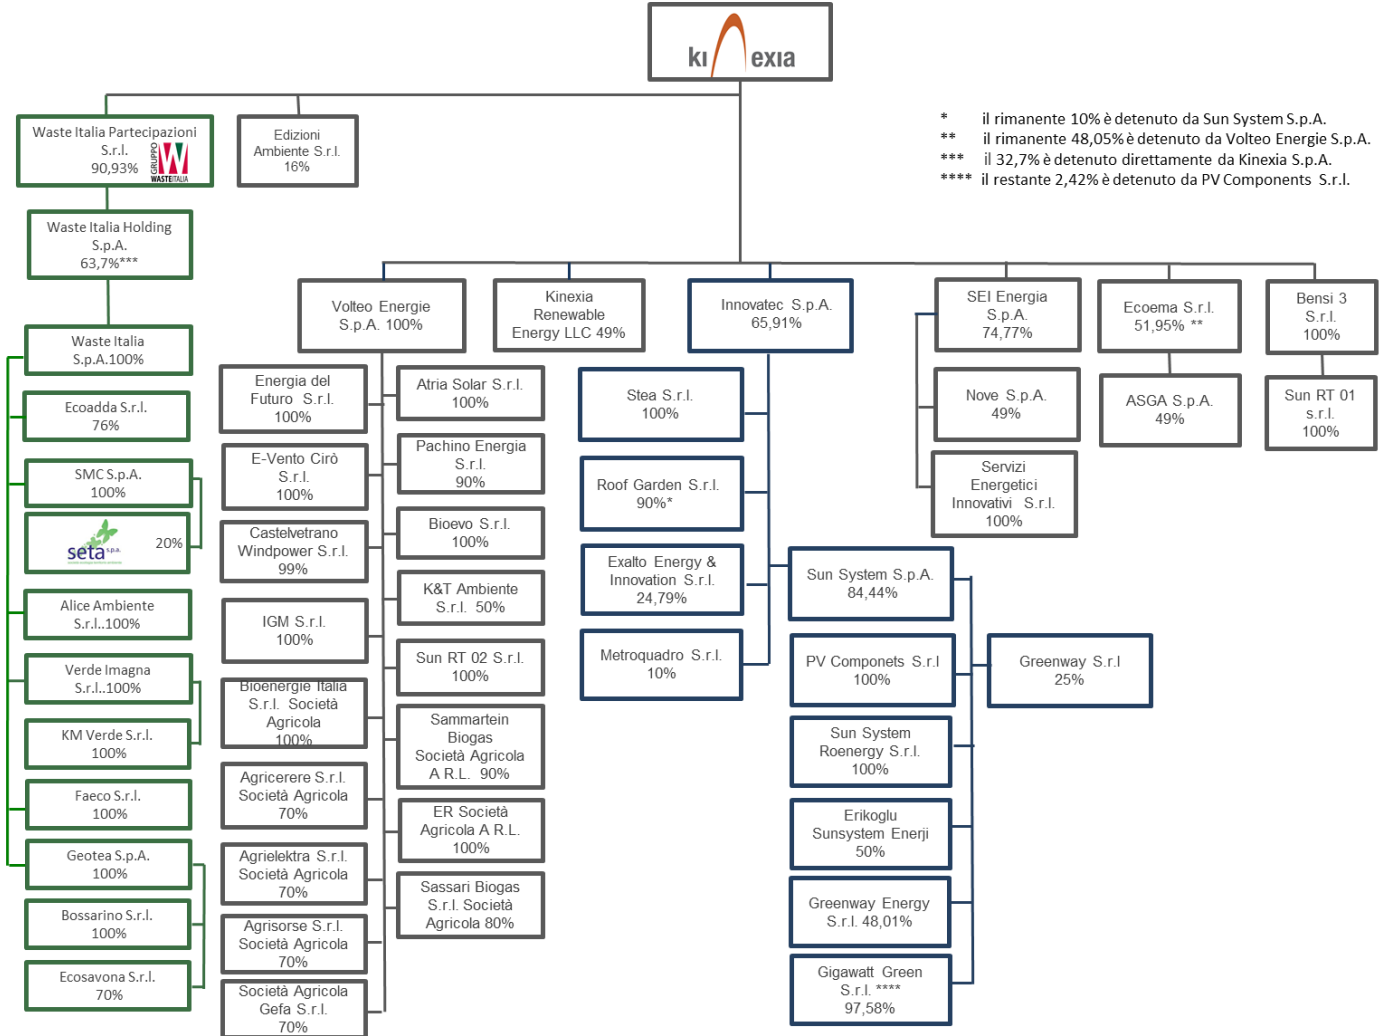 kinexia
* il rimanente 10% è detenuto da Sun System S.p.A.
** il rimanente 48,05% è detenuto da Volteo Energie S.p.A.
*** il 32,7% è detenuto direttamente da Kinexia S.p.A.
**** il restante 2,42% è detenuto da PV Components S.r.l.
Waste Italia Partecipazioni
S.r.l.
90,93%
GRUPPO
WASTEITALIA
Edizioni
Ambiente S.r.l.
16%
Waste Italia Holding
S.p.A.
63,7%***
Waste Italia
S.p.A.100%
Ecoadda S.r.l.
76%
SMC S.p.A.
100%
seta s.p.a.
20%
Alice Ambiente
S.r.l..100%
Verde Imagna
S.r.l..100%
KM Verde S.r.l.
100%
Faeco S.r.l.
100%
Geotea S.p.A.
100%
Bossarino S.r.l.
100%
Ecosavona S.r.l.
70%
Volteo Energie
S.p.A. 100%
Energia del
Futuro S.r.l.
100%
E-Vento Cirò
S.r.l.
100%
Castelvetrano
Windpower S.r.l.
99%
IGM S.r.l.
100%
Bioenergie Italia
S.r.l. Società
Agricola
100%
Agricerere S.r.l.
Società Agricola
70%
Agrielektra S.r.l.
Società Agricola
70%
Agrisorse S.r.l.
Società Agricola
70%
Società Agricola
Gefa S.r.l.
70%
Atria Solar S.r.l.
100%
Pachino Energia
S.r.l.
90%
Bioevo S.r.l.
100%
K&T Ambiente
S.r.l. 50%
Sun RT 02 S.r.l.
100%
Sammartein
Biogas
Società Agricola
A R.L. 90%
ER Società
Agricola A R.L.
100%
Sassari Biogas
S.r.l. Società
Agricola 80%
Kinexia
Renewable
Energy LLC 49%
Innovatec S.p.A.
65,91%
Stea S.r.l.
100%
Roof Garden S.r.l.
90%*
Exalto Energy &
Innovation S.r.l.
24,79%
Metroquadro S.r.l.
10%
Sun System S.p.A.
84,44%
PV Componets S.r.l
100%
Sun System
Roenergy S.r.l.
100%
Erikoglu
Sunsystem Enerji
50%
Greenway Energy
S.r.l. 48,01%
Gigawatt Green
S.r.l. ****
97,58%
Greenway S.r.l
25%
SEI Energia
S.p.A.
74,77%
Nove S.p.A.
49%
Servizi
Energetici
Innovativi S.r.l.
100%
Ecoema S.r.l.
51,95% **
ASGA S.p.A.
49%
Bensi 3
S.r.l.
100%
Sun RT 01
s.r.l.
100%